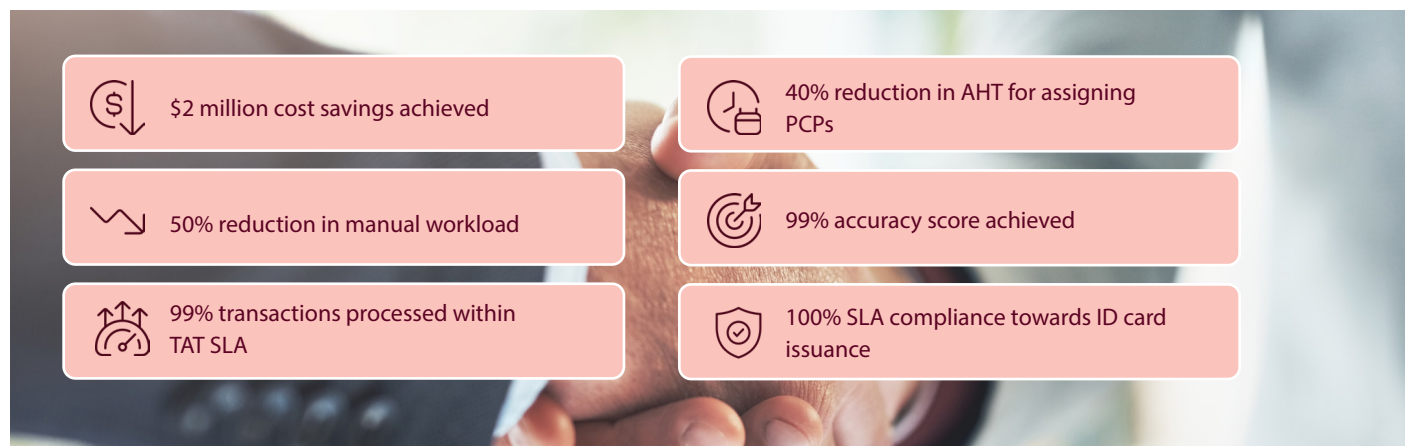 $2 million cost savings achieved
50% reduction in manual workload
99% transactions processed within
TAT SLA
40% reduction in AHT for assigning
PCPs
99% accuracy score achieved
100% SLA compliance towards ID card
issuance